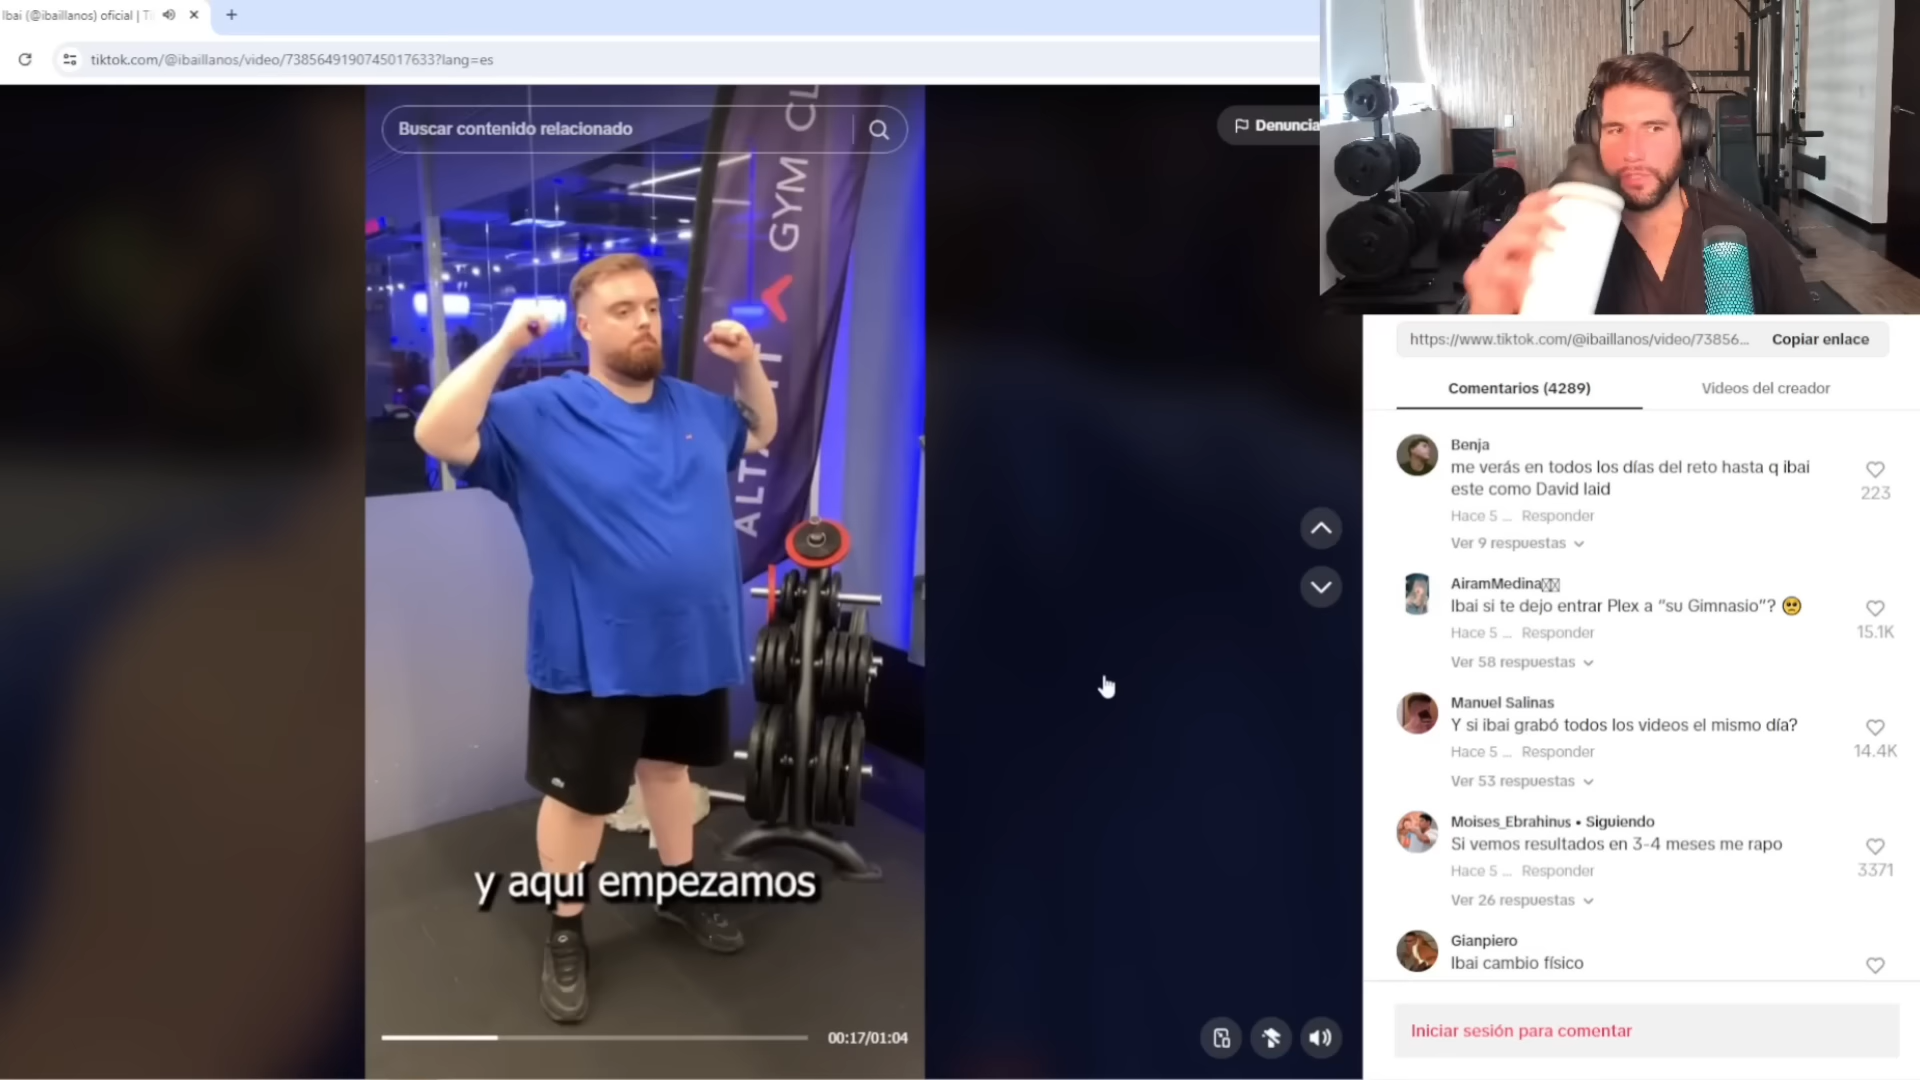 Ibai (@ibaillanos) oficial | T
tiktok.com/@ibaillanos/video/7385649190745017633?lang=es
Buscar contenido relacionado
Denuncia
GYM CL
ALTA
y aquí empezamos
00:17/01:04
https://www.tiktok.com/@ibaillanos/video/73856...
Copiar enlace
Comentarios (4289)
Videos del creador
Benja
me verás en todos los días del reto hasta q ibai
este como David laid
223
Hace 5 ... Responder
Ver 9 respuestas
AiramMedina
Ibai si te dejo entrar Plex a "su Gimnasio"? 🥺
15.1K
Hace 5 ... Responder
Ver 58 respuestas
Manuel Salinas
Y si ibai grabó todos los videos el mismo día?
14.4K
Hace 5 ... Responder
Ver 53 respuestas
Moises_Ebrahinus • Siguiendo
Si vemos resultados en 3-4 meses me rapo
3371
Hace 5 ... Responder
Ver 26 respuestas
Gianpiero
Ibai cambio físico
Iniciar sesión para comentar